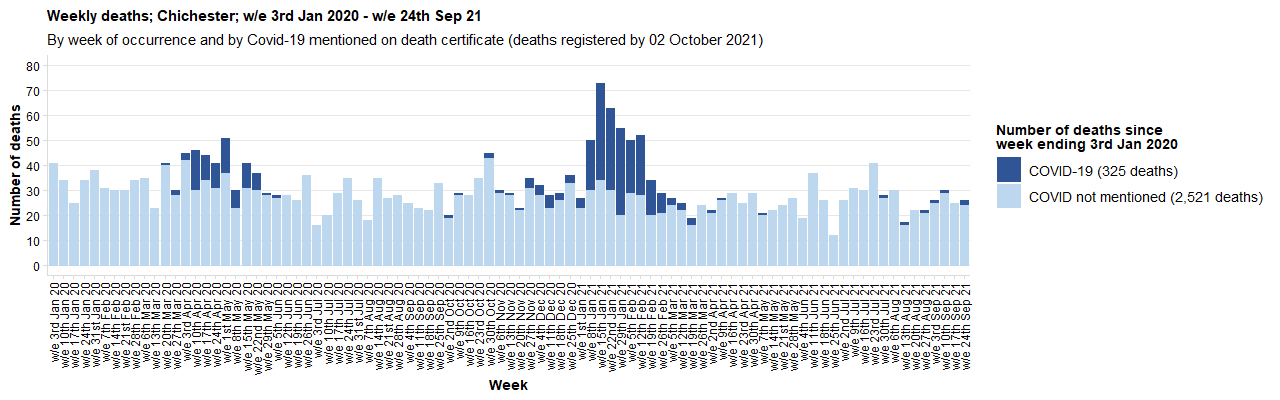 Weekly deaths; Chichester; w/e 3rd Jan 2020 - w/e 24th Sep 21
By week of occurrence and by Covid-19 mentioned on death certificate (deaths registered by 02 October 2021)
Number of deaths
80
70
60
50
40
30
20
10
0
w/e 3rd Jan 20
w/e 10th Jan 20
w/e 17th Jan 20
w/e 24th Jan 20
w/e 31st Jan 20
w/e 7th Feb 20
w/e 14th Feb 20
w/e 21st Feb 20
w/e 28th Feb 20
w/e 6th Mar 20
w/e 13th Mar 20
w/e 20th Mar 20
w/e 27th Mar 20
w/e 3rd Apr 20
w/e 10th Apr 20
w/e 17th Apr 20
w/e 24th Apr 20
w/e 1st May 20
w/e 8th May 20
w/e 15th May 20
w/e 22nd May 20
w/e 29th May 20
w/e 5th Jun 20
w/e 12th Jun 20
w/e 19th Jun 20
w/e 26th Jun 20
w/e 3rd Jul 20
w/e 10th Jul 20
w/e 17th Jul 20
w/e 24th Jul 20
w/e 31st Jul 20
w/e 7th Aug 20
w/e 14th Aug 20
w/e 21st Aug 20
w/e 28th Aug 20
w/e 4th Sep 20
w/e 11th Sep 20
w/e 18th Sep 20
w/e 25th Sep 20
w/e 2nd Oct 20
w/e 9th Oct 20
w/e 16th Oct 20
w/e 23rd Oct 20
w/e 30th Oct 20
w/e 6th Nov 20
w/e 13th Nov 20
w/e 20th Nov 20
w/e 27th Nov 20
w/e 4th Dec 20
w/e 11th Dec 20
w/e 18th Dec 20
w/e 25th Dec 20
w/e 1st Jan 21
w/e 8th Jan 21
w/e 15th Jan 21
w/e 22nd Jan 21
w/e 29th Jan 21
w/e 5th Feb 21
w/e 12th Feb 21
w/e 19th Feb 21
w/e 26th Feb 21
w/e 5th Mar 21
w/e 12th Mar 21
w/e 19th Mar 21
w/e 26th Mar 21
w/e 2nd Apr 21
w/e 9th Apr 21
w/e 16th Apr 21
w/e 23rd Apr 21
w/e 30th Apr 21
w/e 7th May 21
w/e 14th May 21
w/e 21st May 21
w/e 28th May 21
w/e 4th Jun 21
w/e 11th Jun 21
w/e 18th Jun 21
w/e 25th Jun 21
w/e 2nd Jul 21
w/e 9th Jul 21
w/e 16th Jul 21
w/e 23rd Jul 21
w/e 30th Jul 21
w/e 6th Aug 21
w/e 13th Aug 21
w/e 20th Aug 21
w/e 27th Aug 21
w/e 3rd Sep 21
w/e 10th Sep 21
w/e 17th Sep 21
w/e 24th Sep 21
Week
Number of deaths since
week ending 3rd Jan 2020
COVID-19 (325 deaths)
COVID not mentioned (2,521 deaths)